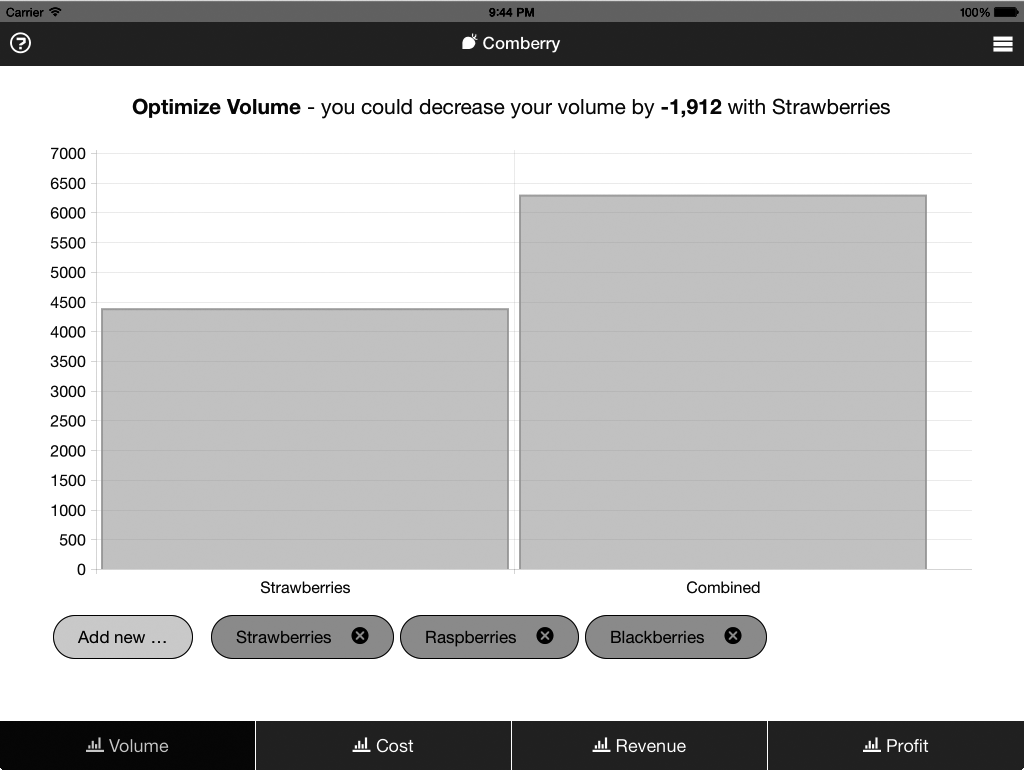 Carrier 9:44 PM 100%
Comberry
Optimize Volume - you could decrease your volume by -1,912 with Strawberries
7000
6500
6000
5500
5000
4500
4000
3500
3000
2500
2000
1500
1000
500
0
Strawberries Combined
Add new ... Strawberries Raspberries Blackberries
Volume Cost Revenue Profit